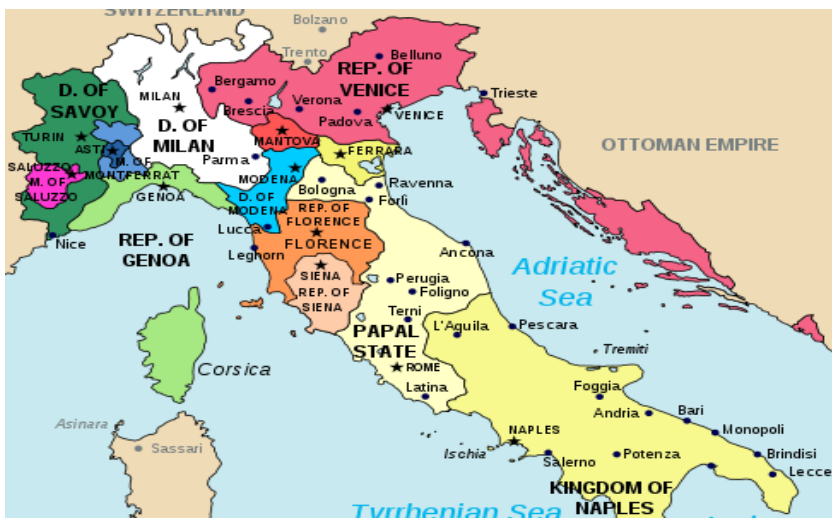 SWITZERLAND
Bolzano
Trento
Belluno
REP. OF
VENICE
Bergamo
D. OF
SAVOY
MILAN
Brescia
Verona
Padova
VENICE
Trieste
TURIN
D. OF
MILAN
MANTOVA
OTTOMAN EMPIRE
ASTI
M. OF
MONTFERRAT
Parma
FERRARA
SALUZZO
M. OF
SALUZZO
MODENA
Bologna
Ravenna
GENOA
D. OF
MODENA
REP. OF
FLORENCE
FLORENCE
Forlì
Nice
REP. OF
GENOA
Lucca
Leghorn
Ancona
SIENA
REP. OF
SIENA
Perugia
Foligno
Adriatic
Sea
Terni
PAPAL
STATE
L'Aquila
Pescara
Tremiti
Corsica
ROME
Latina
Foggia
Andria
Bari
Asinara
Sassari
NAPLES
Monopoli
Ischia
Salerno
Potenza
Brindisi
Lecce
KINGDOM OF
NAPLES
Tyrrhenian Sea